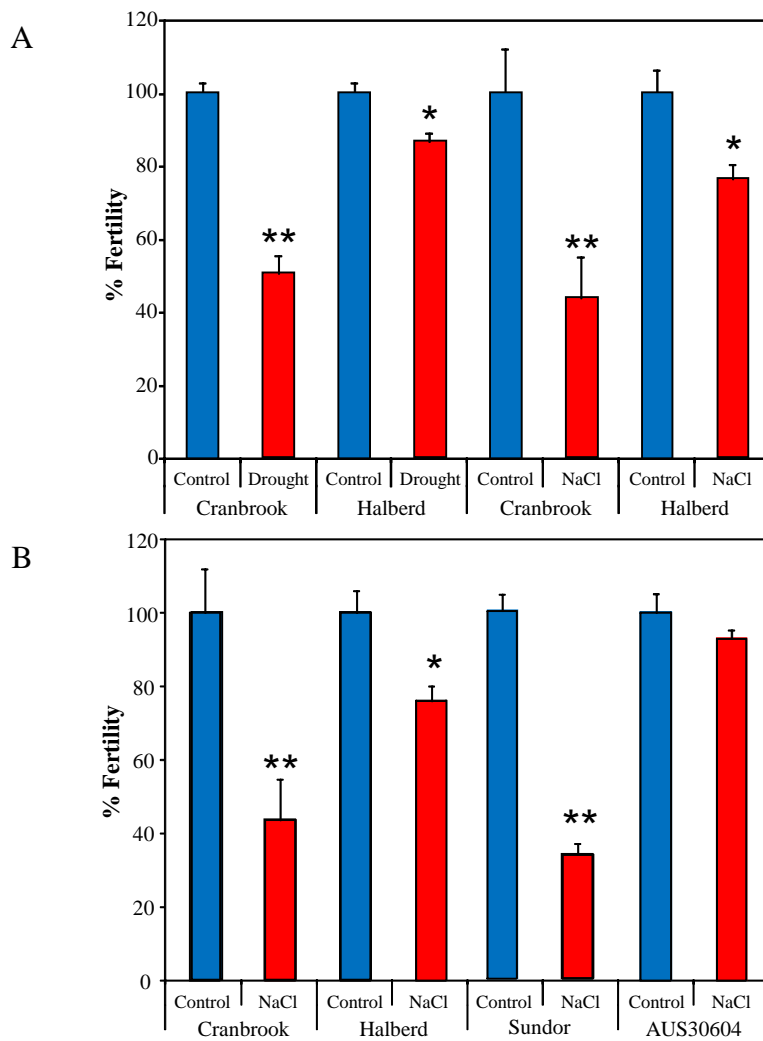 A
120
100
80
60
40
20
0
% Fertility
**
*
**
*
Control Drought Control Drought Control NaCl Control NaCl
Cranbrook Halberd Cranbrook Halberd
B
120
100
80
60
40
20
0
% Fertility
**
*
**
Control NaCl Control NaCl Control NaCl Control NaCl
Cranbrook Halberd Sundor AUS30604